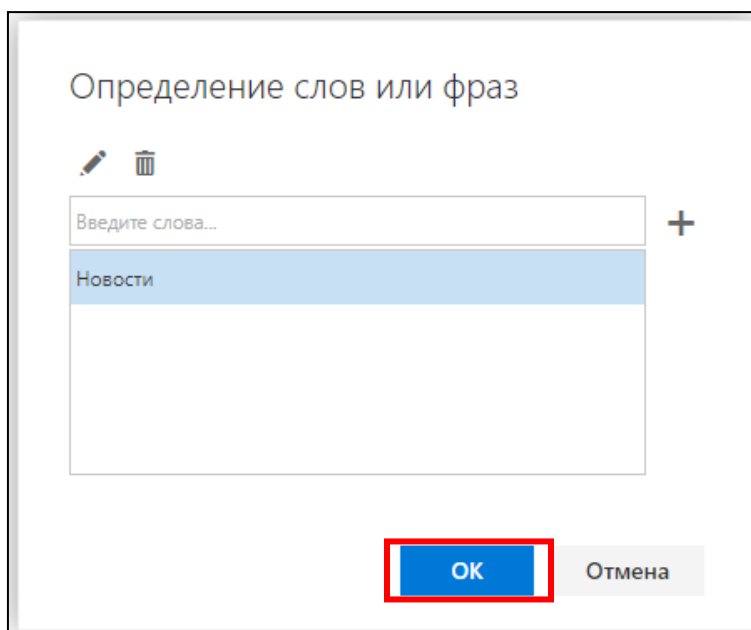 Определение слов или фраз
Введите слова...
Новости
ОК
Отмена